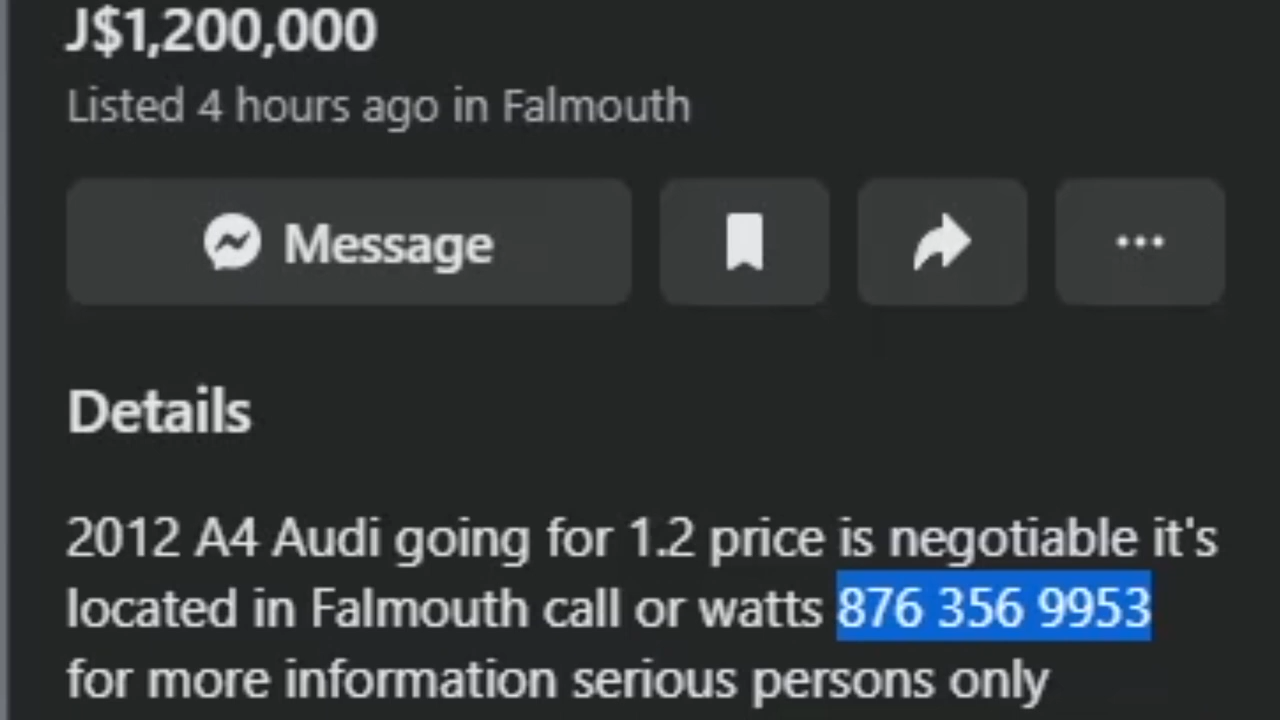 J$1,200,000
Listed 4 hours ago in Falmouth
Message
Details
2012 A4 Audi going for 1.2 price is negotiable it's
located in Falmouth call or watts 876 356 9953
for more information serious persons only